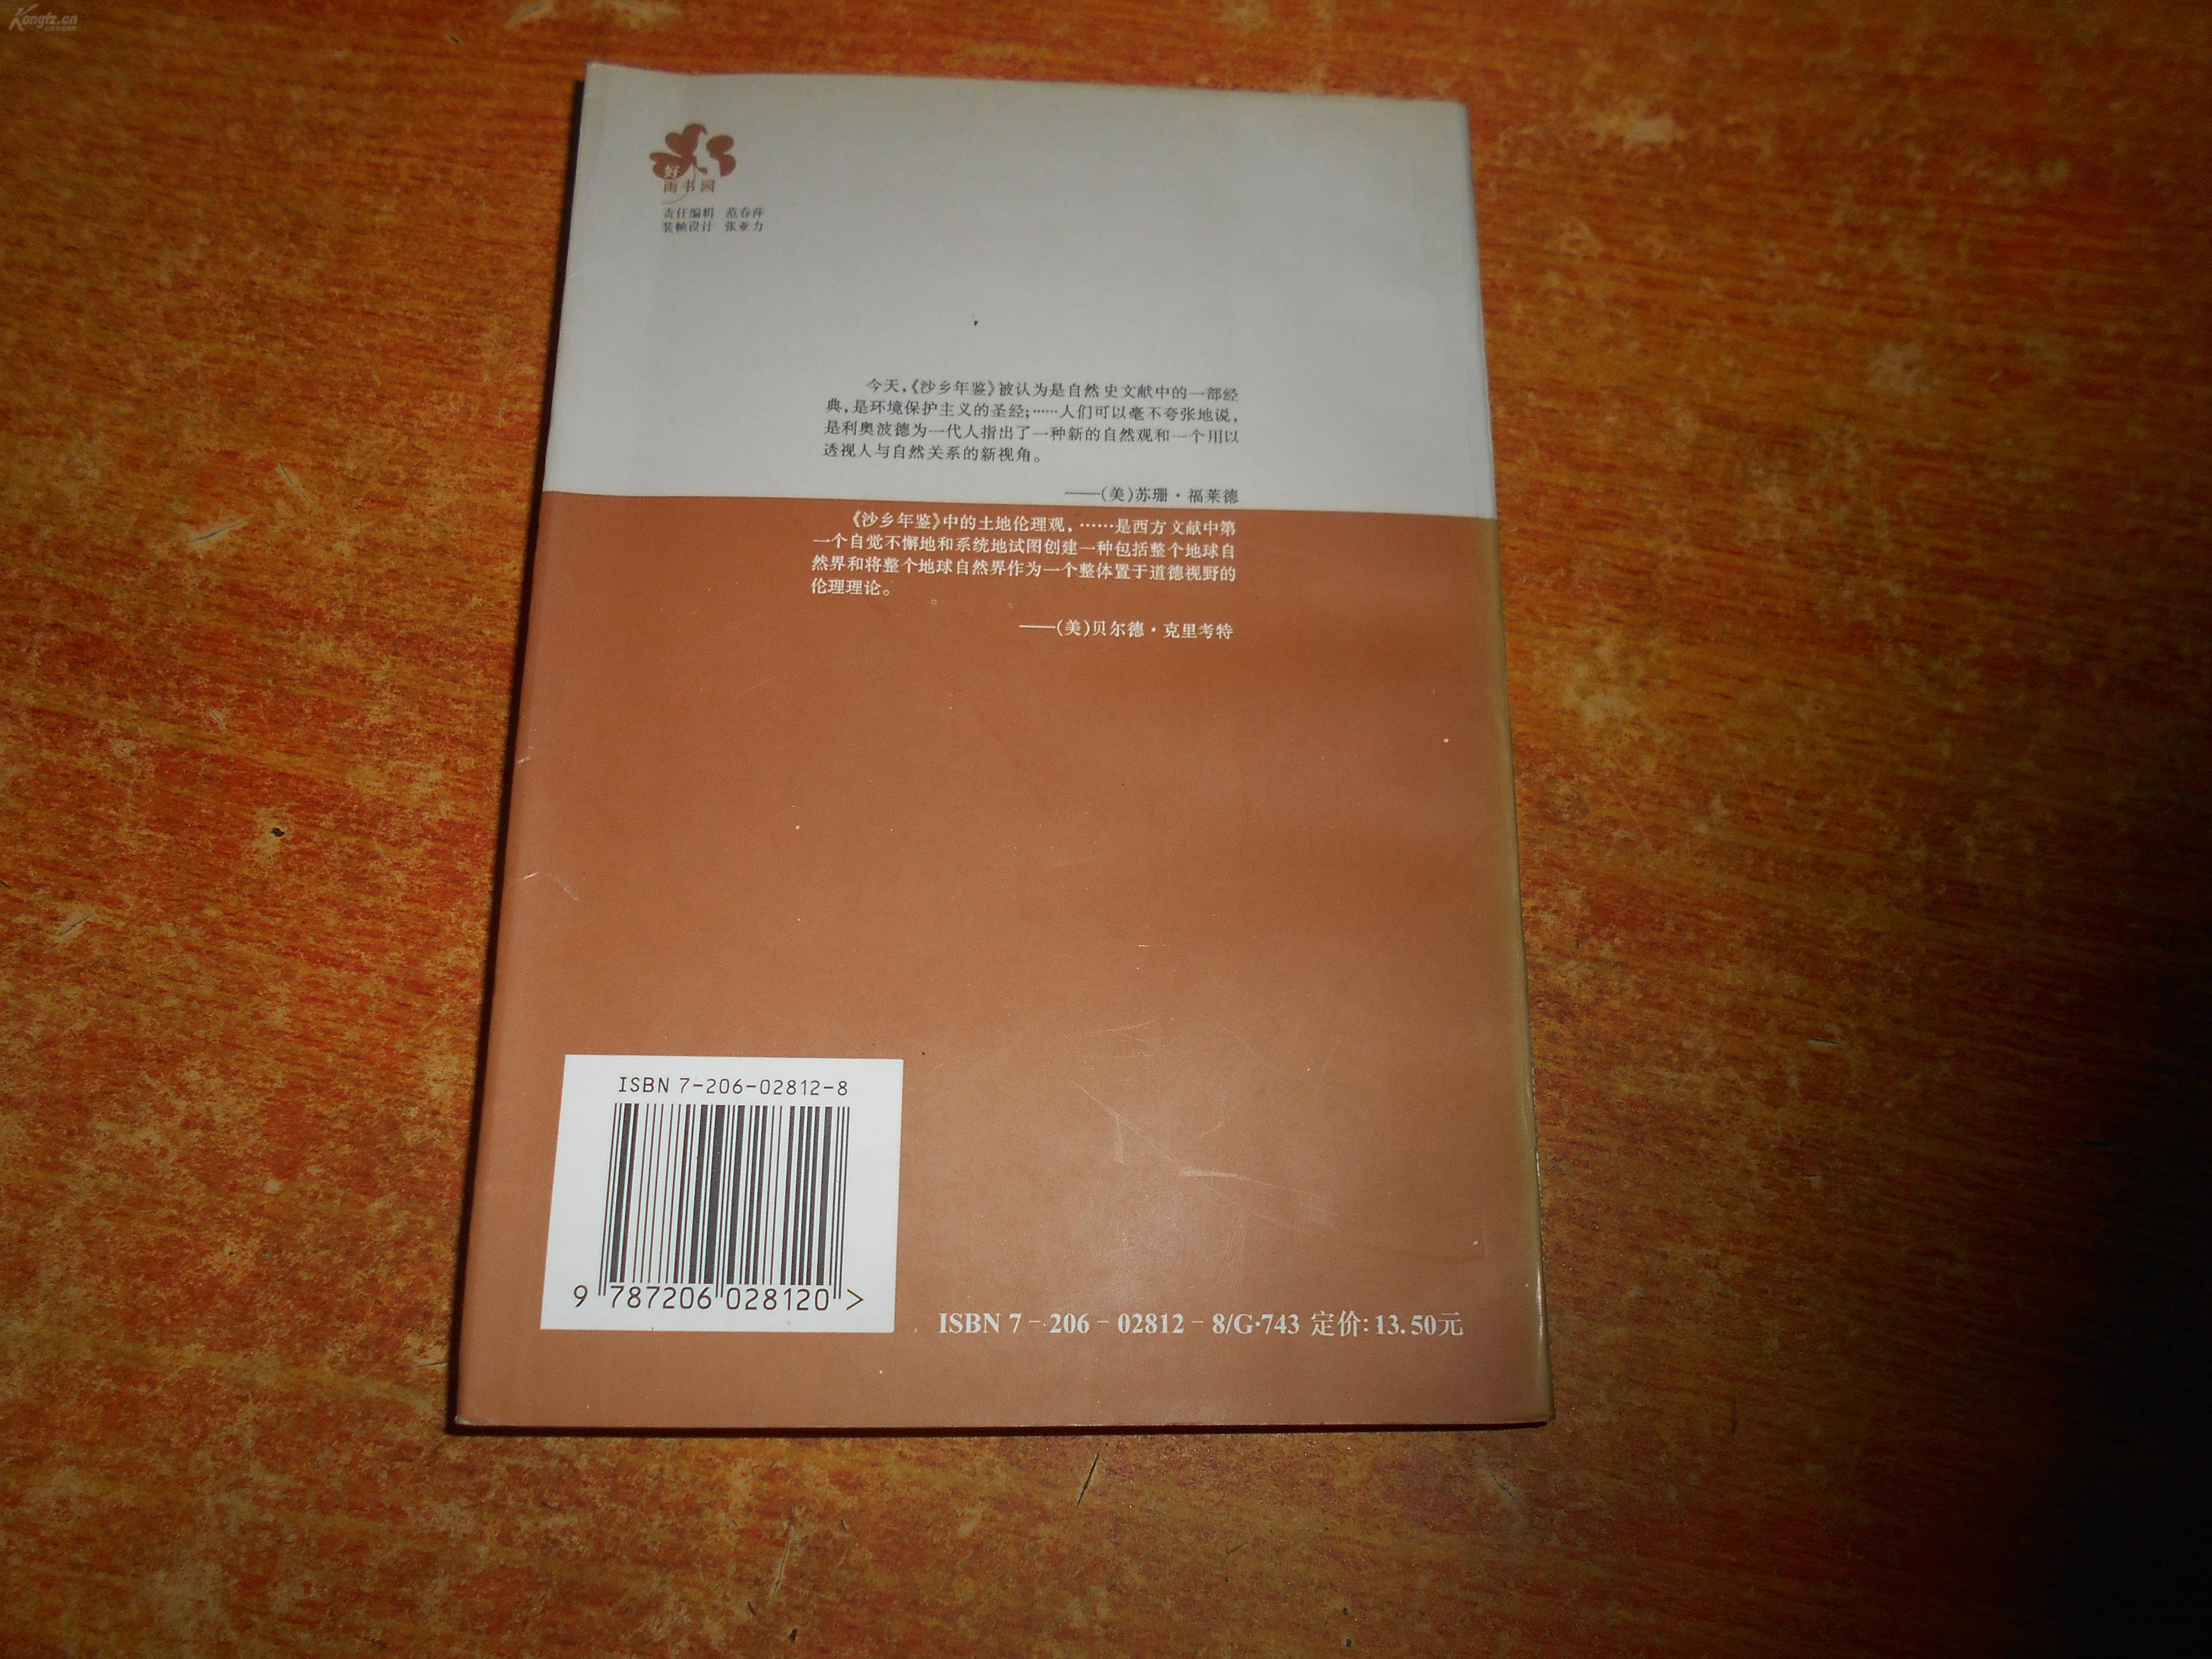 Kongfz.cn
好
雨书园
责任编辑 范春萍
装帧设计 张亚力
今天,《沙乡年鉴》被认为是自然史文献中的一部经
典,是环境保护主义的圣经;……人们可以毫不夸张地说,
是利奥波德为一代人指出了一种新的自然观和一个用以
透视人与自然关系的新视角。
——(美)苏珊·福莱德
《沙乡年鉴》中的土地伦理观,……是西方文献中第
一个自觉不懈地和系统地试图创建一种包括整个地球自
然界和将整个地球自然界作为一个整体置于道德视野的
伦理理论。
——(美)贝尔德·克里考特
ISBN 7-206-02812-8
9 787206 028120 >
ISBN 7-206-02812-8/G·743 定价:13.50元